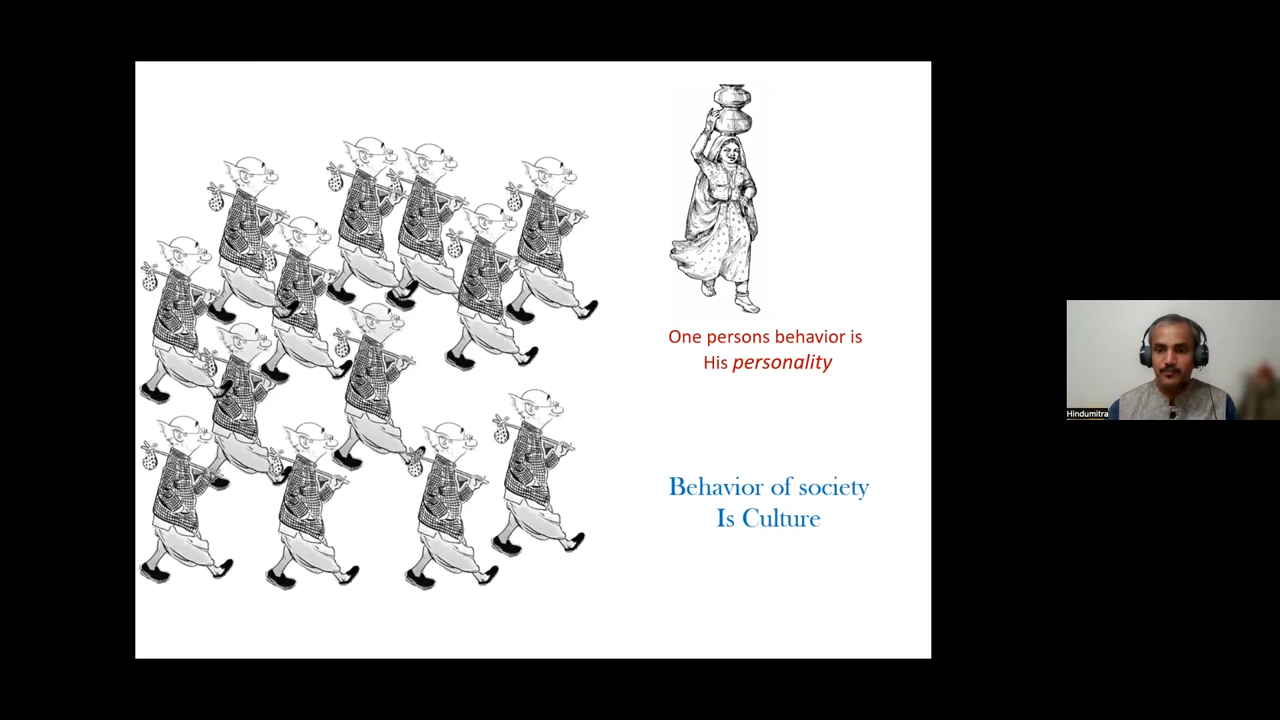 One persons behavior is
His personality
Behavior of society
Is Culture
Hindumitra